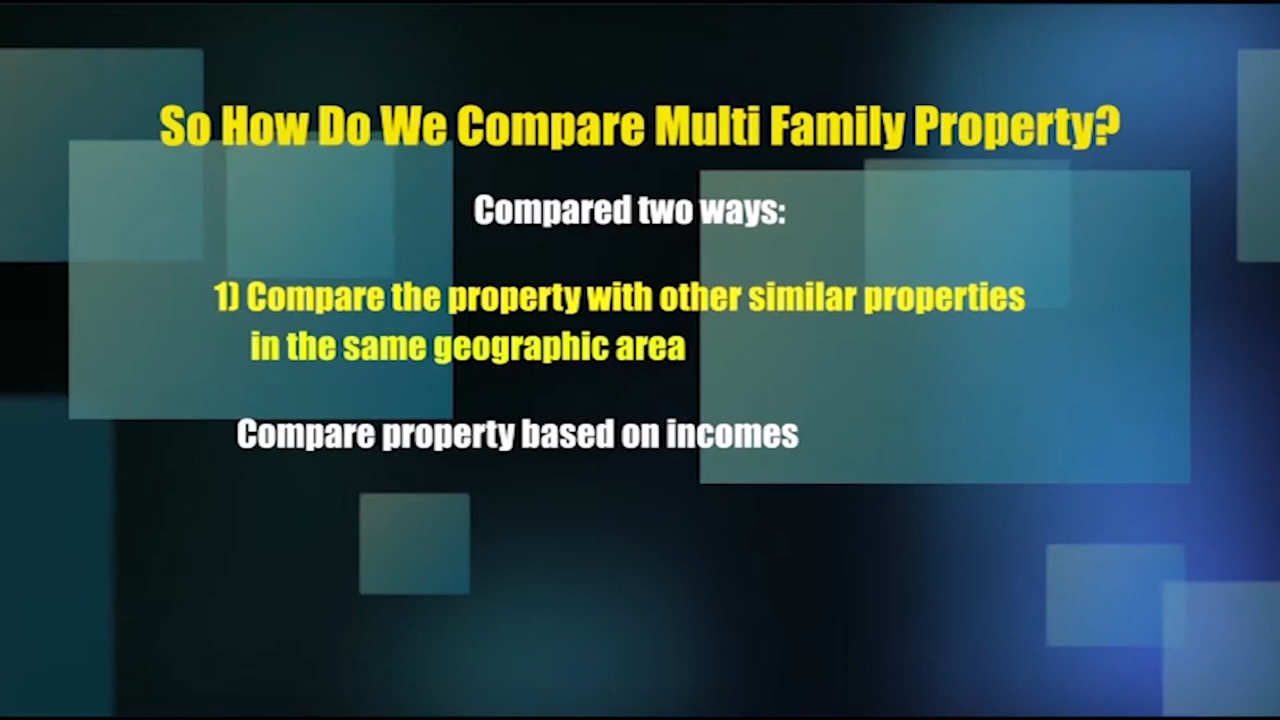 So How Do We Compare Multi Family Property?
Compared two ways:
1) Compare the property with other similar properties
in the same geographic area
Compare property based on incomes